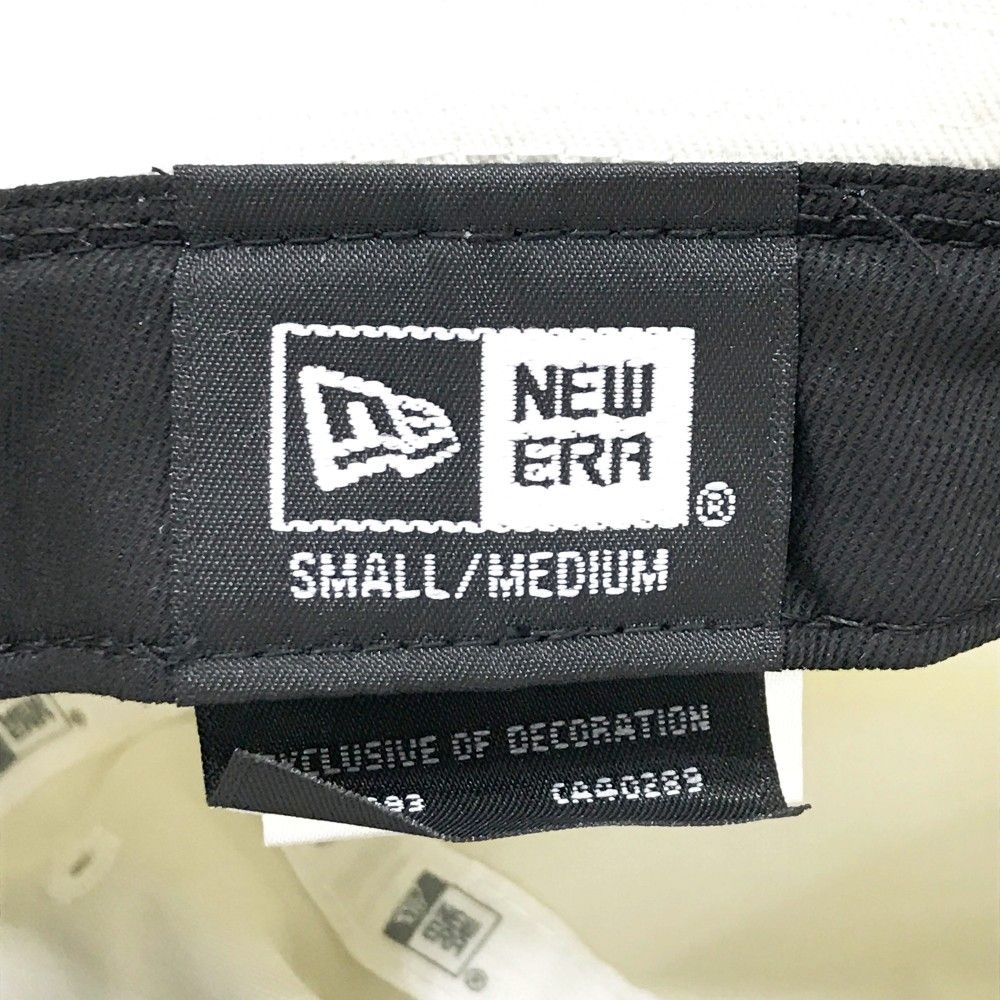 NEW
ERA
®
SMALL/MEDIUM
EXCLUSIVE OF DECORATION
CA40289
®